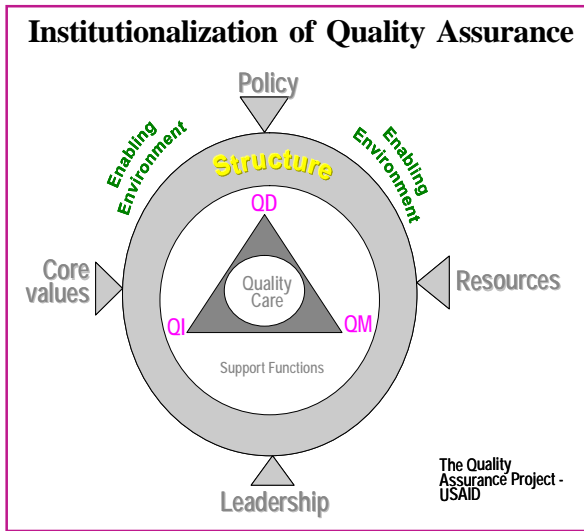 Institutionalization of Quality Assurance
Policy
Enabling
Environment
Enabling
Environment
Structure
QD
Core
values
Quality
Care
Resources
QI
QM
Support Functions
Leadership
The Quality
Assurance Project -
USAID